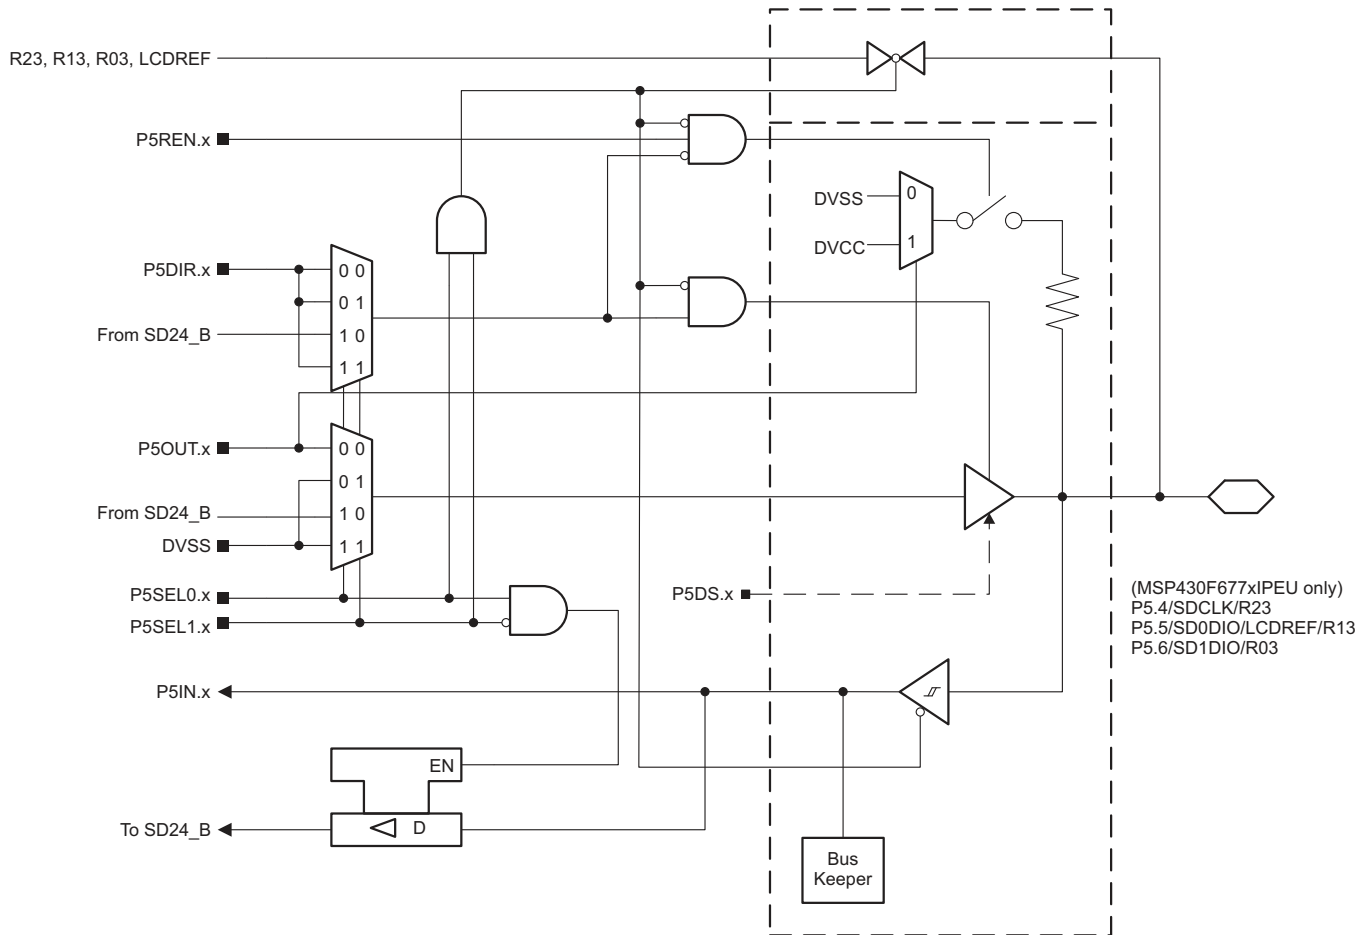 R23, R13, R03, LCDREF
P5REN.x
DVSS
0
DVCC
1
P5DIR.x
0 0
0 1
From SD24_B
1 0
1 1
P5OUT.x
0 0
0 1
From SD24_B
1 0
DVSS
1 1
P5SEL0.x
P5SEL1.x
P5DS.x
(MSP430F677xIPEU only)
P5.4/SDCLK/R23
P5.5/SD0DIO/LCDREF/R13
P5.6/SD1DIO/R03
P5IN.x
EN
To SD24_B
D
Bus
Keeper